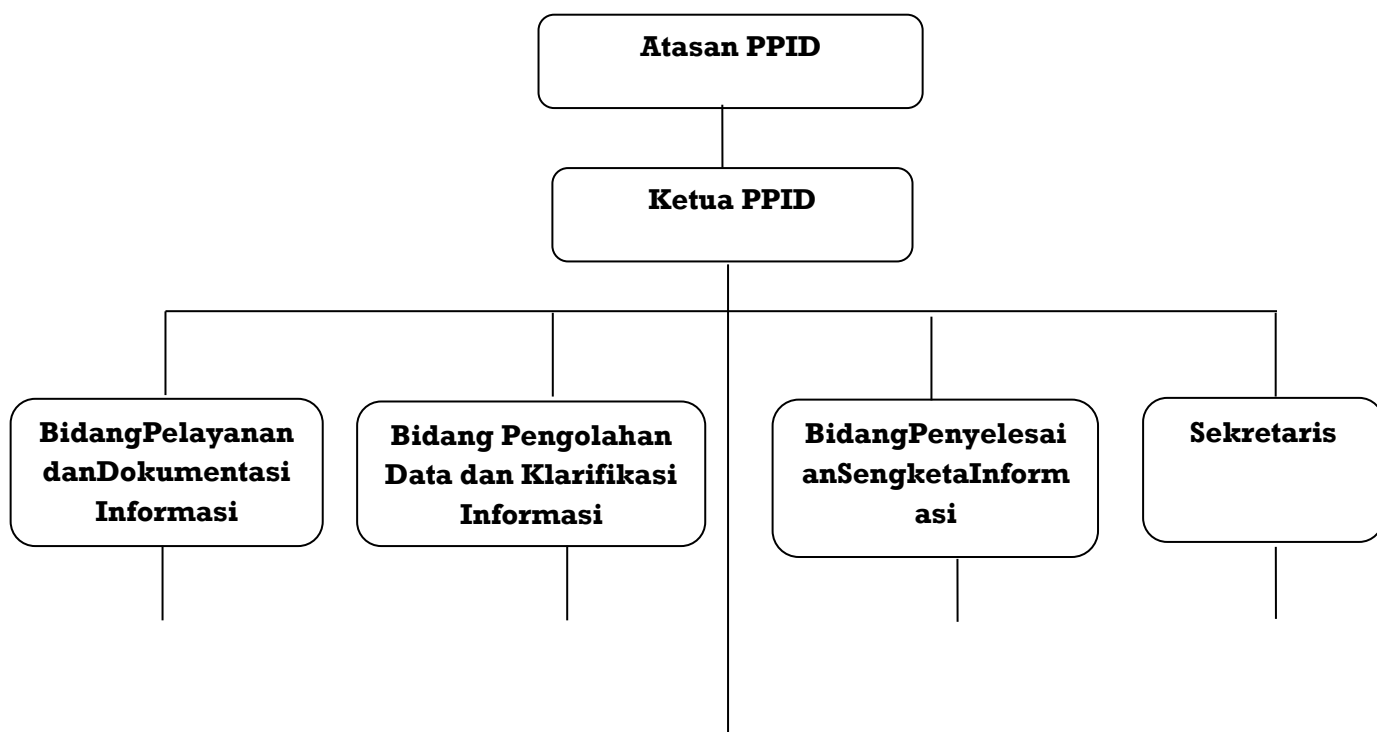 Atasan PPID
Ketua PPID
BidangPelayanan
danDokumentasi
Informasi
Bidang Pengolahan
Data dan Klarifikasi
Informasi
BidangPenyelesai
anSengketaInform
asi
Sekretaris